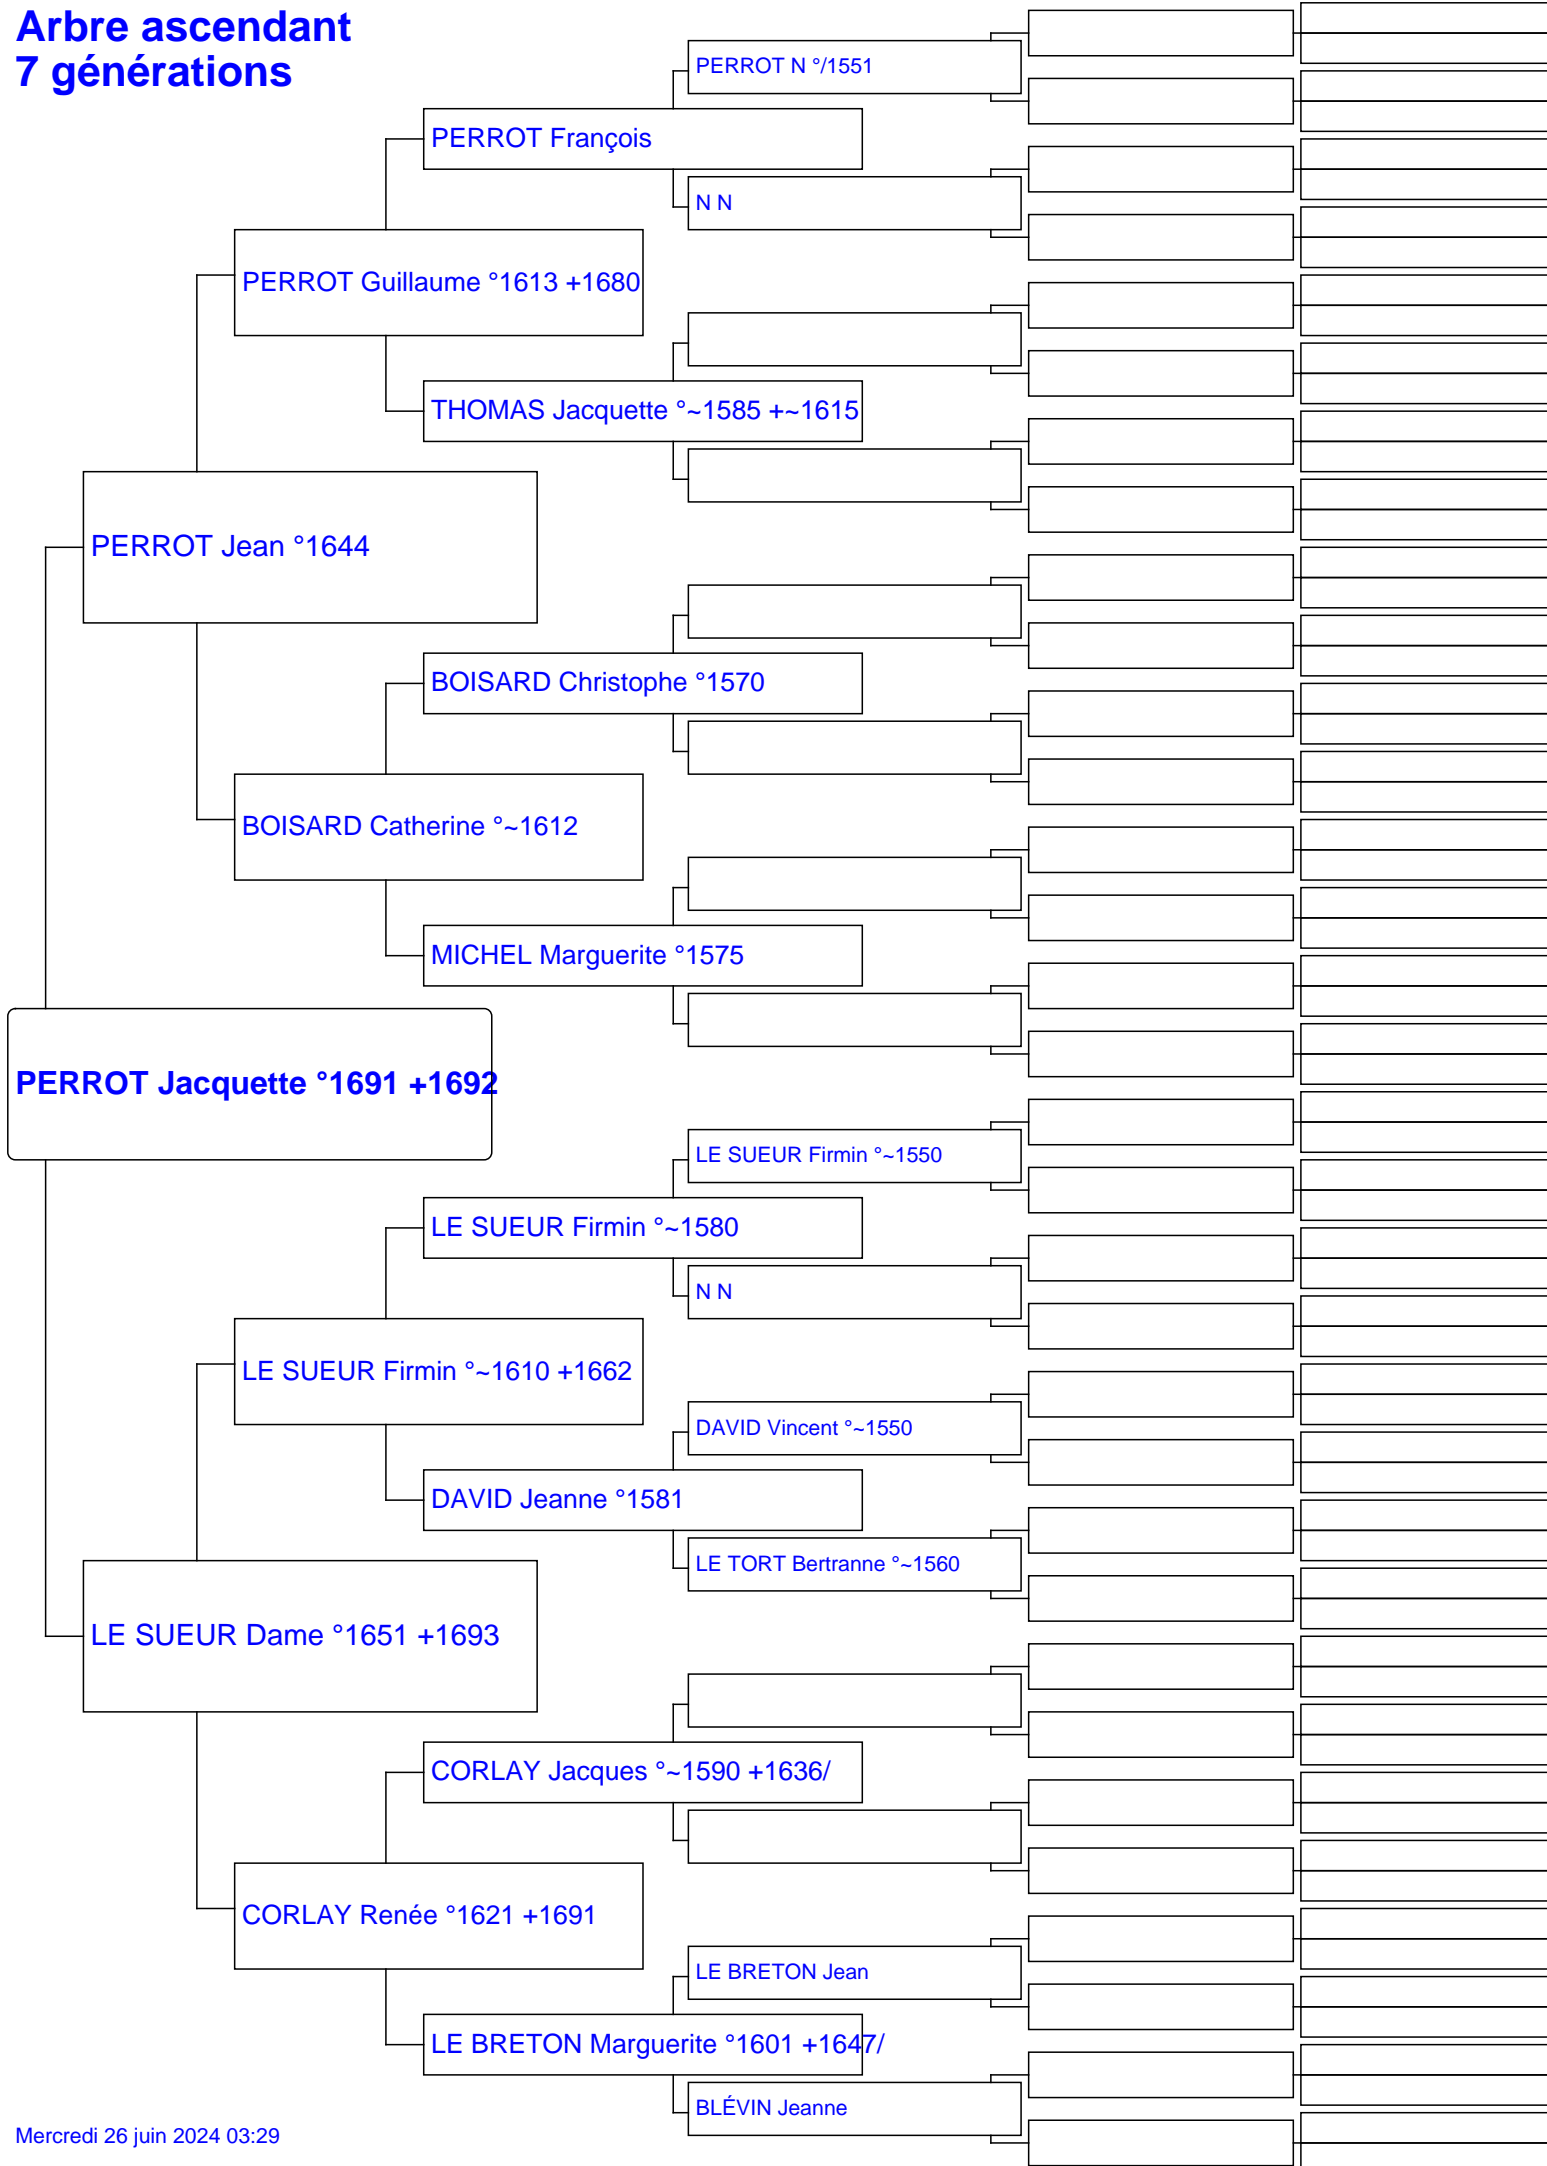 Arbre ascendant
7 générations
PERROT N °/1551
PERROT François
N N
PERROT Guillaume °1613 +1680
THOMAS Jacquette °~1585 +~1615
PERROT Jean °1644
BOISARD Christophe °1570
BOISARD Catherine °~1612
MICHEL Marguerite °1575
PERROT Jacquette °1691 +1692
LE SUEUR Firmin °~1550
LE SUEUR Firmin °~1580
N N
LE SUEUR Firmin °~1610 +1662
DAVID Vincent °~1550
DAVID Jeanne °1581
LE TORT Bertranne °~1560
LE SUEUR Dame °1651 +1693
CORLAY Jacques °~1590 +1636/
CORLAY Renée °1621 +1691
LE BRETON Jean
LE BRETON Marguerite °1601 +1647/
BLÉVIN Jeanne
Mercredi 26 juin 2024 03:29